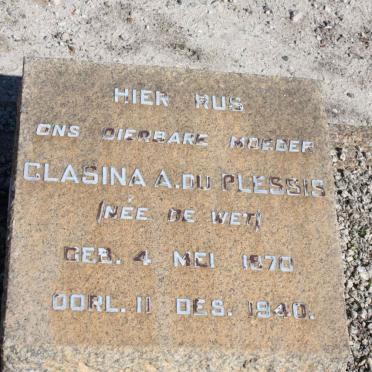 HIER RUS
ONS DIERBARE MOEDER
CLASINA A. DU PLESSIS
(NÉE DE WET)
GEB. 4 MEI 1870
OORL. 11 DES. 1940.